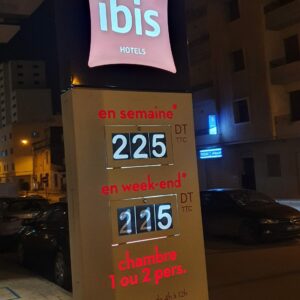 ibis
HOTELS
en semaine*
225 DT
TTC
en week-end*
225 DT
TTC
chambre
1 ou 2 pers.